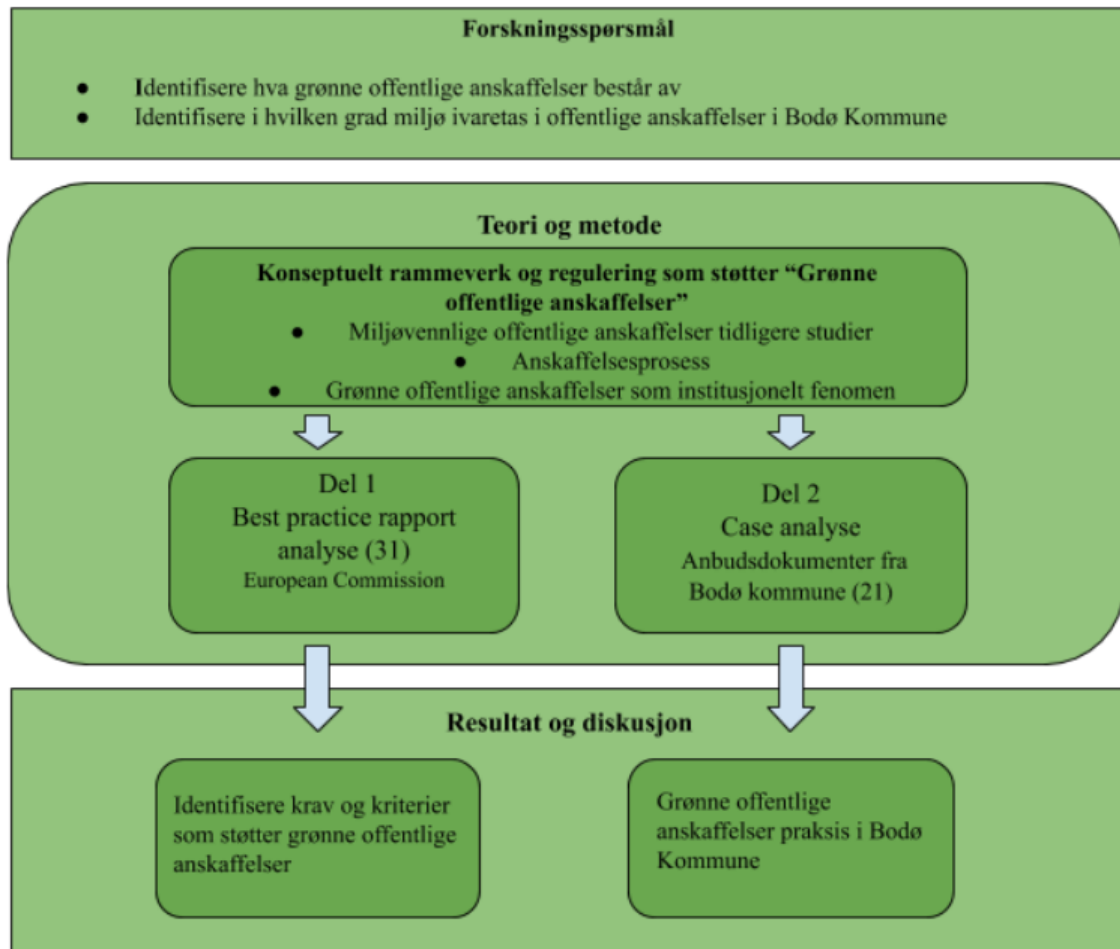 Forskningsspørsmål
● Identifisere hva grønne offentlige anskaffelser består av
● Identifisere i hvilken grad miljø ivaretas i offentlige anskaffelser i Bodø Kommune
Teori og metode
Konseptuelt rammeverk og regulering som støtter “Grønne
offentlige anskaffelser”
● Miljøvennlige offentlige anskaffelser tidligere studier
● Anskaffelsesprosess
● Grønne offentlige anskaffelser som institusjonelt fenomen
Del 1
Best practice rapport
analyse (31)
European Commission
Del 2
Case analyse
Anbudsdokumenter fra
Bodø kommune (21)
Resultat og diskusjon
Identifisere krav og kriterier
som støtter grønne offentlige
anskaffelser
Grønne offentlige
anskaffelser praksis i Bodø
Kommune